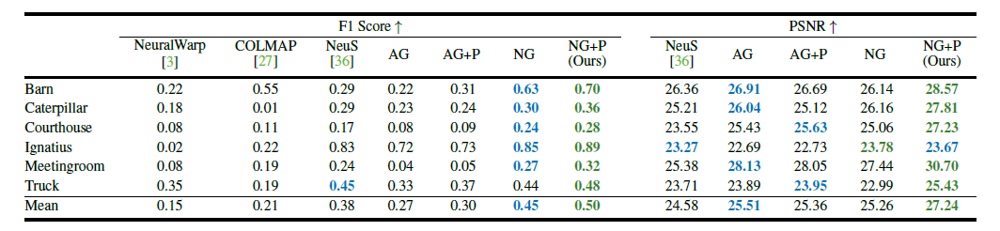 F1 Score ↑ PSNR ↑
NeuralWarp [3] COLMAP [27] NeuS [36] AG AG+P NG NG+P (Ours) NeuS [36] AG AG+P NG NG+P (Ours)
Barn 0.22 0.55 0.29 0.22 0.31 0.63 0.70 26.36 26.91 26.69 26.14 28.57
Caterpillar 0.18 0.01 0.29 0.23 0.24 0.30 0.36 25.21 26.04 25.12 26.16 27.81
Courthouse 0.08 0.11 0.17 0.08 0.09 0.24 0.28 23.55 25.43 25.63 25.06 27.23
Ignatius 0.02 0.22 0.83 0.72 0.73 0.85 0.89 23.27 22.69 22.73 23.78 23.67
Meetingroom 0.08 0.19 0.24 0.04 0.05 0.27 0.32 25.38 28.13 28.05 27.44 30.70
Truck 0.35 0.19 0.45 0.33 0.37 0.44 0.48 23.71 23.89 23.95 22.99 25.43
Mean 0.15 0.21 0.38 0.27 0.30 0.45 0.50 24.58 25.51 25.36 25.26 27.24